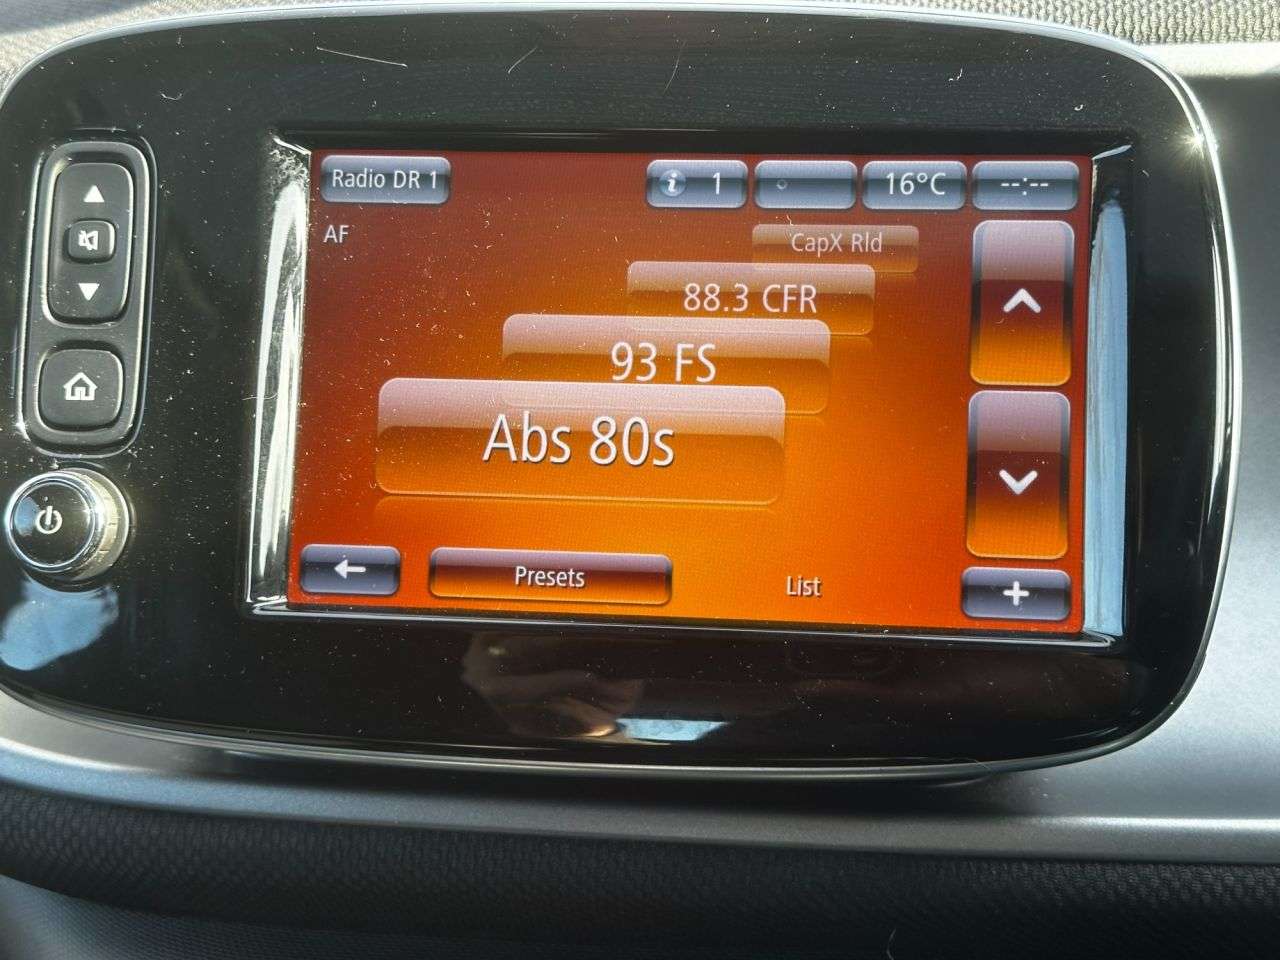 Radio DR 1
i 1
16°C
--:--
AF
CapX Rld
88.3 CFR
93 FS
Abs 80s
Presets
List
+